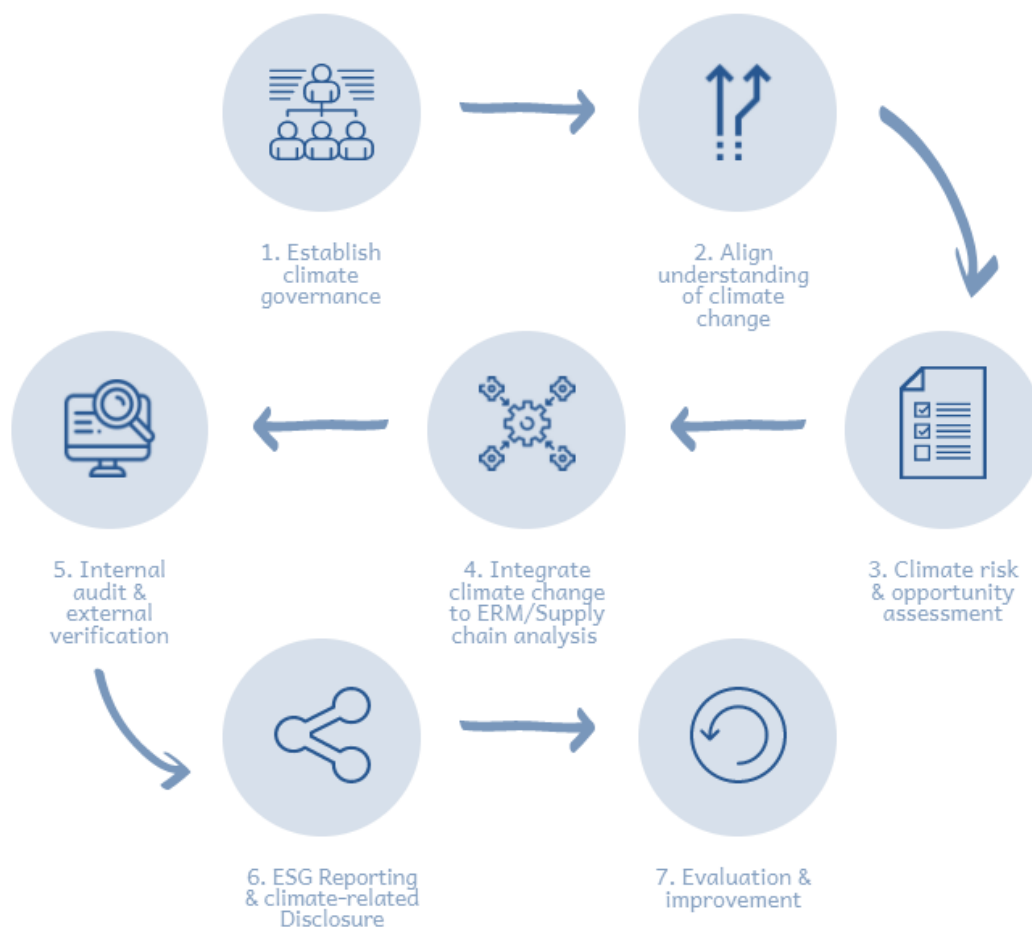 1. Establish
climate
governance
2. Align
understanding
of climate
change
3. Climate risk
& opportunity
assessment
4. Integrate
climate change
to ERM/Supply
chain analysis
5. Internal
audit &
external
verification
6. ESG Reporting
& climate-related
Disclosure
7. Evaluation &
improvement